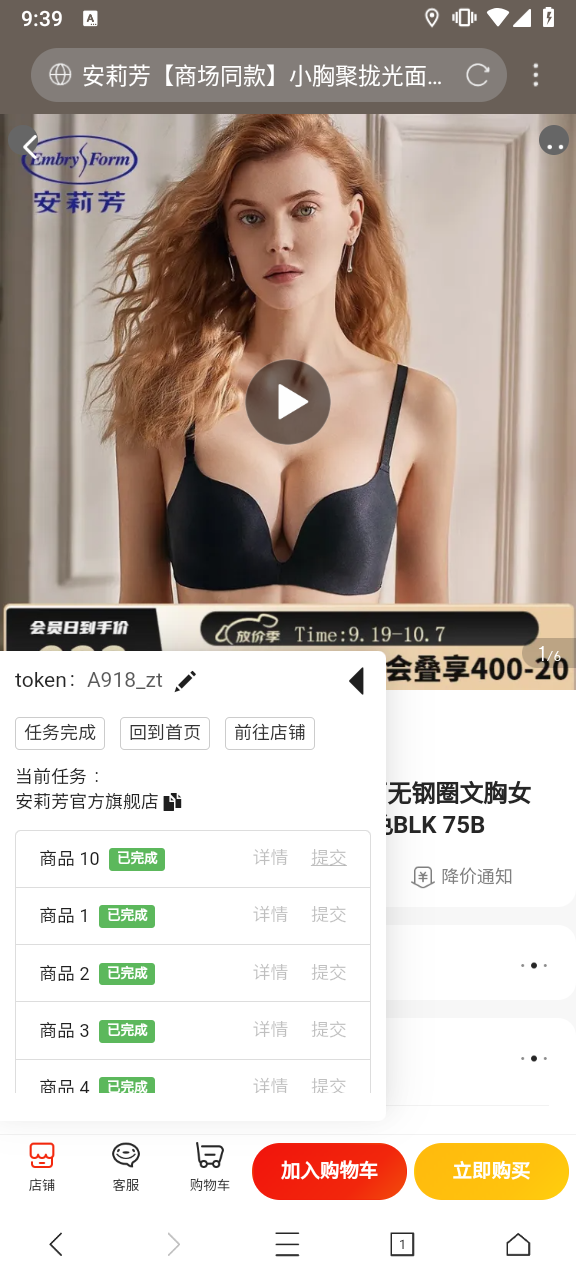 9:39
A
安莉芳【商场同款】小胸聚拢光面...
Embry Form
安莉芳
会员日到手价
放价季 Time:9.19-10.7
会叠享400-20
1/6
token: A918_zt
任务完成 回到首页 前往店铺
当前任务：
安莉芳官方旗舰店
无钢圈文胸女
BLK 75B
降价通知
商品 10 已完成 详情 提交
商品 1 已完成 详情 提交
商品 2 已完成 详情 提交
商品 3 已完成 详情 提交
商品 4 已完成 详情 提交
店铺 客服 购物车 加入购物车 立即购买
1